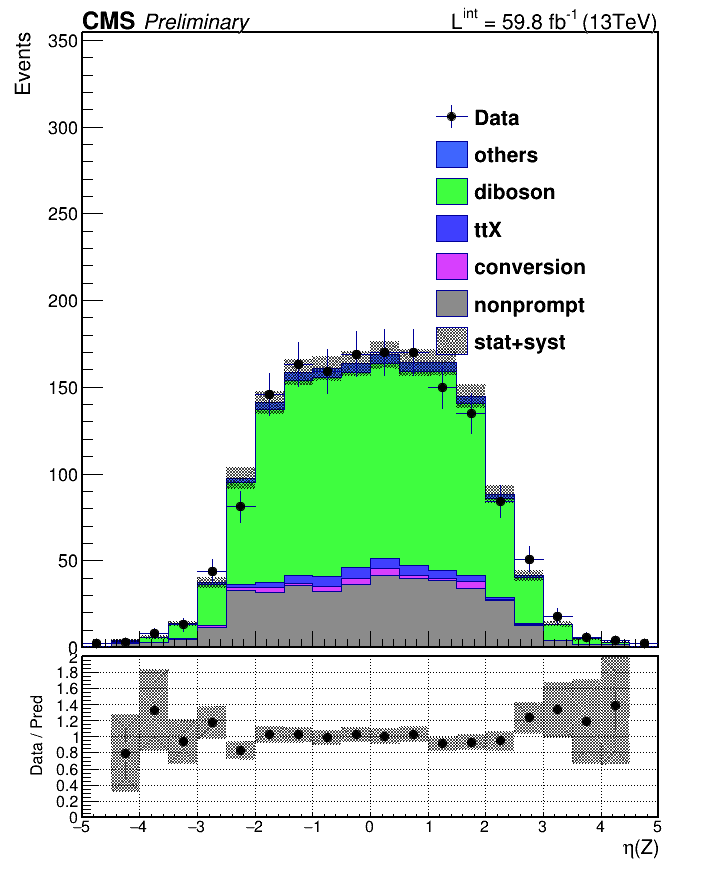 CMS Preliminary L^int = 59.8 fb^-1 (13TeV)
Events
350
300
250
200
150
100
50
0
Data
others
diboson
ttX
conversion
nonprompt
stat+syst
Data / Pred
2
1.8
1.6
1.4
1.2
1
0.8
0.6
0.4
0.2
0
−5 −4 −3 −2 −1 0 1 2 3 4 5
η(Z)